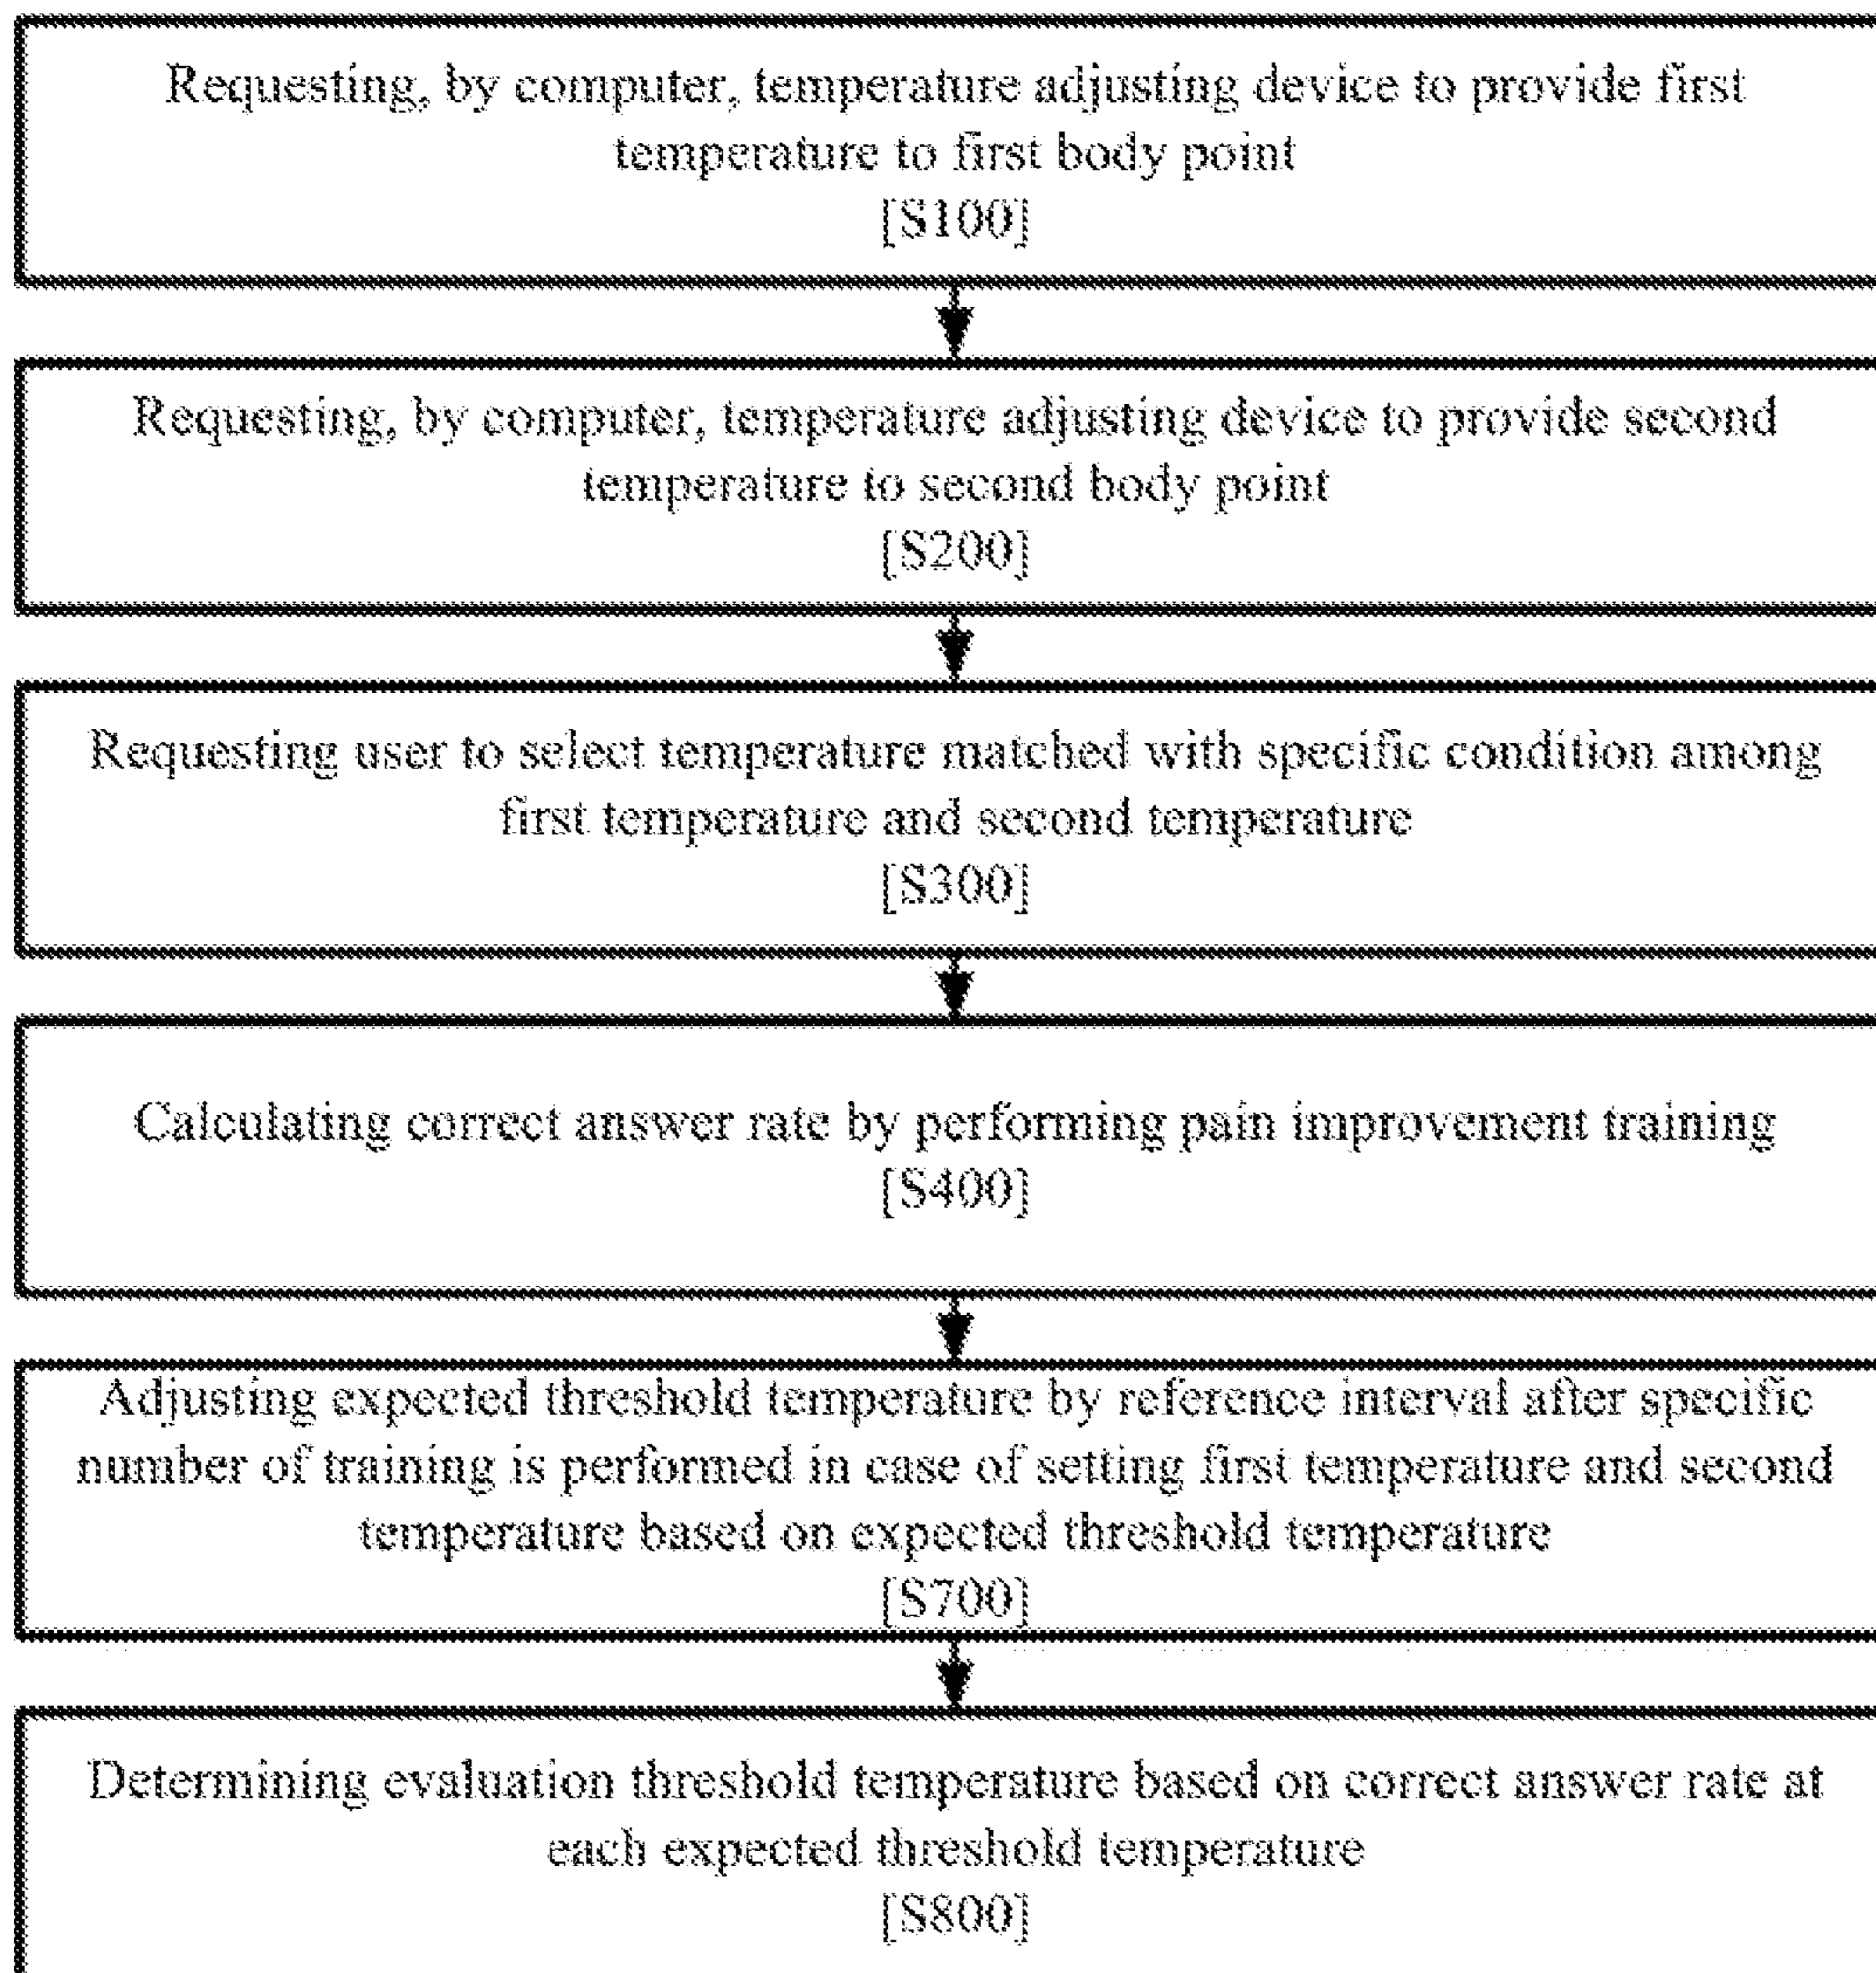 Requesting, by computer, temperature adjusting device to provide first
temperature to first body point
[S100]
Requesting, by computer, temperature adjusting device to provide second
temperature to second body point
[S200]
Requesting user to select temperature matched with specific condition among
first temperature and second temperature
[S300]
Calculating correct answer rate by performing pain improvement training
[S400]
Adjusting expected threshold temperature by reference interval after specific
number of training is performed in case of setting first temperature and second
temperature based on expected threshold temperature
[S700]
Determining evaluation threshold temperature based on correct answer rate at
each expected threshold temperature
[S800]